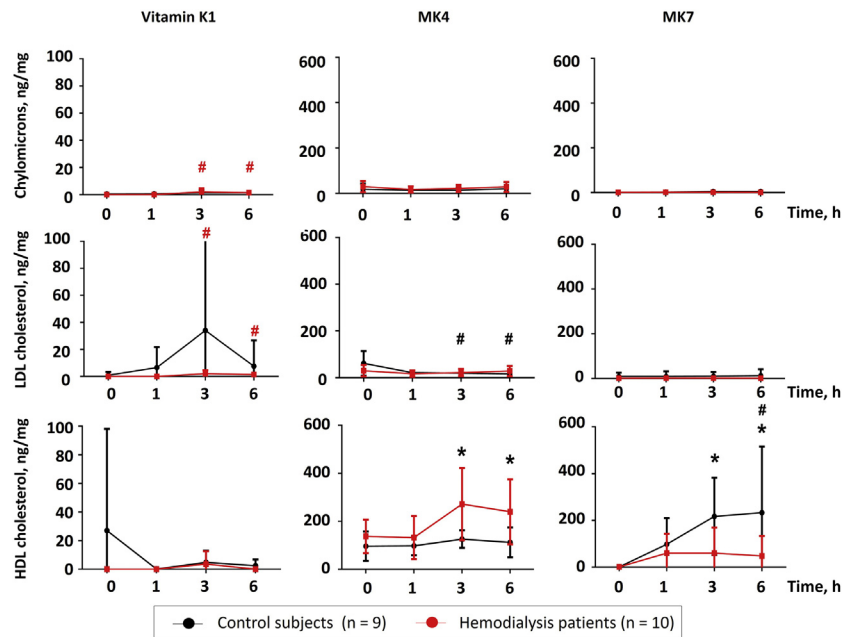 Vitamin K1 MK4 MK7
Chylomicrons, ng/mg
100 80 60 40 20 0
# #
0 1 3 6
600 400 200 0
0 1 3 6
600 400 200 0
0 1 3 6 Time, h
LDL cholesterol, ng/mg
100 80 60 40 20 0
# #
0 1 3 6
600 400 200 0
# #
0 1 3 6
600 400 200 0
0 1 3 6 Time, h
HDL cholesterol, ng/mg
100 80 60 40 20 0
0 1 3 6
600 400 200 0
* *
0 1 3 6
600 400 200 0
#
* *
0 1 3 6 Time, h
Control subjects (n = 9) Hemodialysis patients (n = 10)